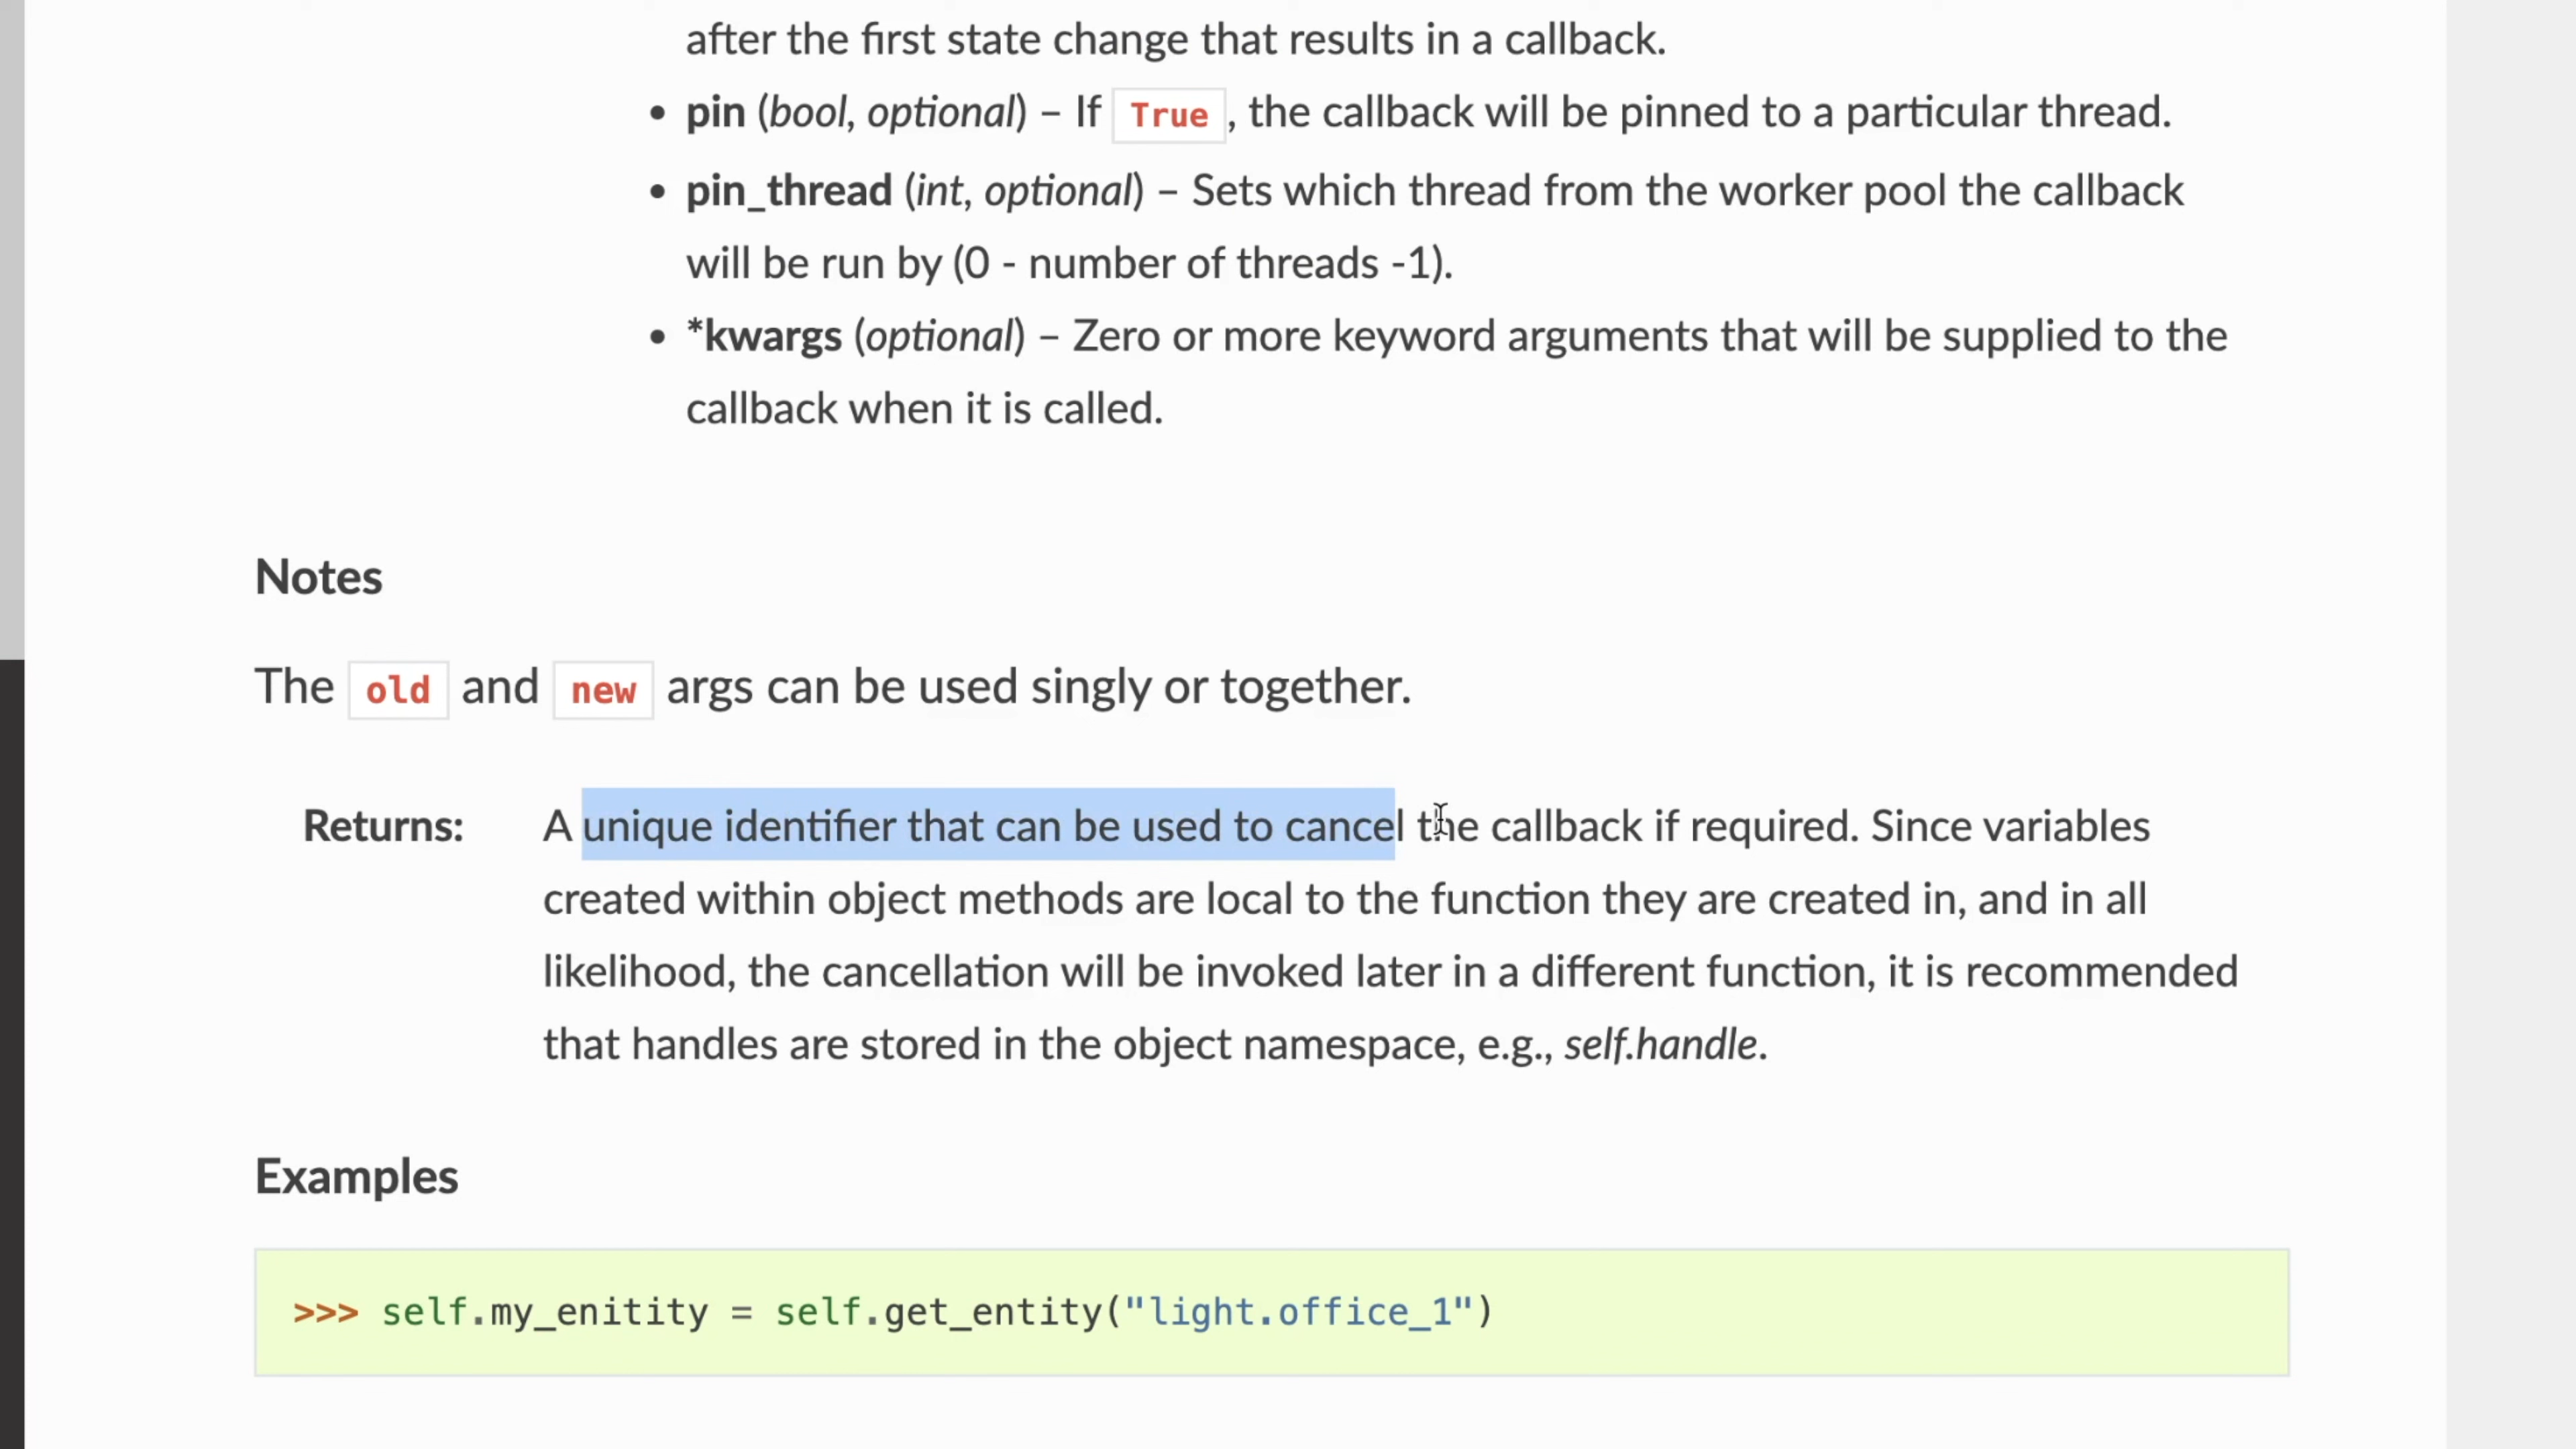 after the first state change that results in a callback.
• pin (bool, optional) – If True , the callback will be pinned to a particular thread.
• pin_thread (int, optional) – Sets which thread from the worker pool the callback
will be run by (0 - number of threads -1).
• *kwargs (optional) – Zero or more keyword arguments that will be supplied to the
callback when it is called.
Notes
The old and new args can be used singly or together.
Returns: A unique identifier that can be used to cancel the callback if required. Since variables
created within object methods are local to the function they are created in, and in all
likelihood, the cancellation will be invoked later in a different function, it is recommended
that handles are stored in the object namespace, e.g., self.handle.
Examples
>>> self.my_enitity = self.get_entity("light.office_1")